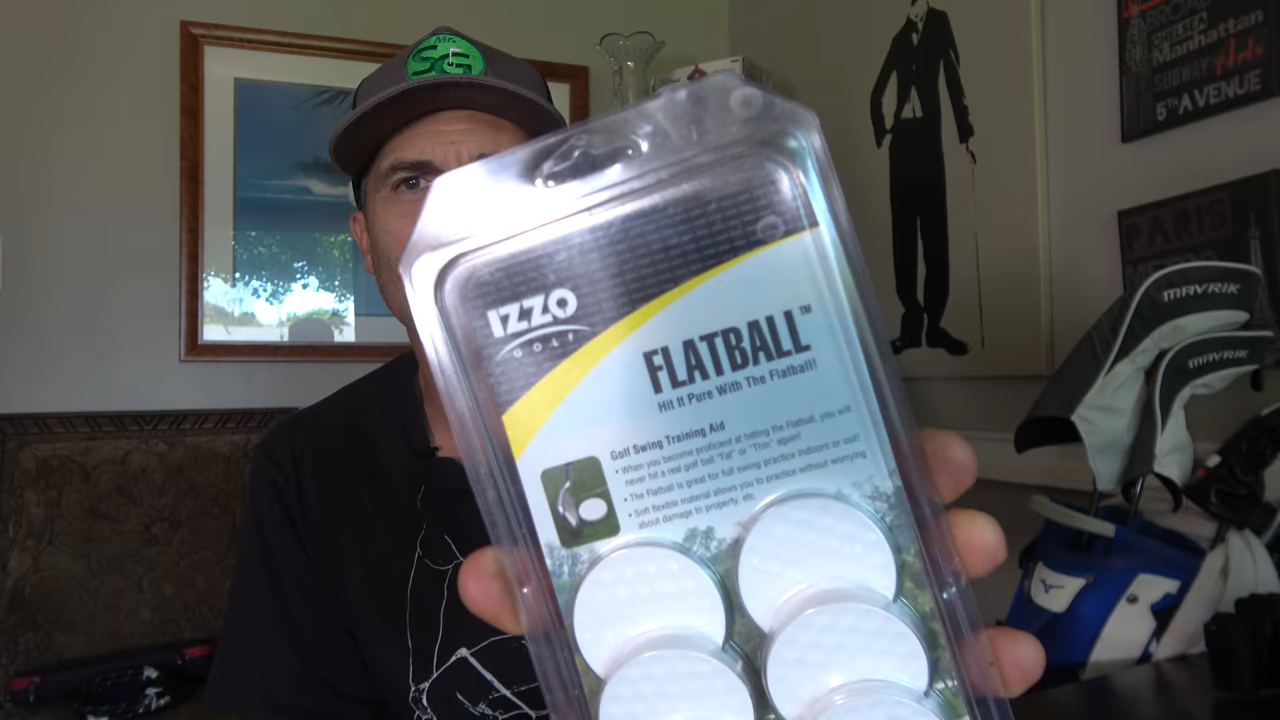 Mr.
SG
BROAD
CHELSEA
Manhattan
SUBWAY Arts
5TH AVENUE
PARIS
MAVRIK
MAVRIK
IZZO
GOLF
FLATBALL™
Hit It Pure With The Flatball!
Golf Swing Training Aid
• When you become proficient at hitting the Flatball, you will
never hit a real golf ball "Fat" or "Thin" again!
• The Flatball is great for full swing practice indoors or out!
• Soft flexible material allows you to practice without worrying
about damage to property, etc.